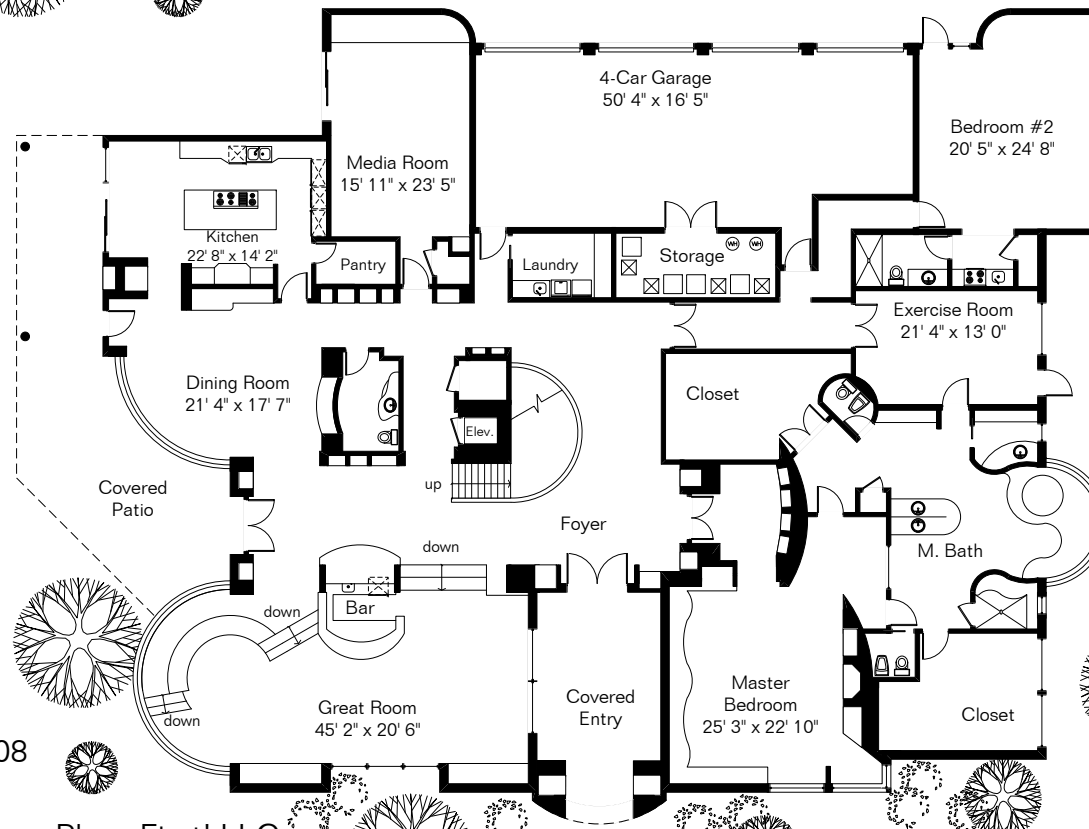 4-Car Garage
50' 4" x 16' 5"
Bedroom #2
20' 5" x 24' 8"
Media Room
15' 11" x 23' 5"
Kitchen
22' 8" x 14' 2"
Pantry
Laundry
Storage
WH WH
Exercise Room
21' 4" x 13' 0"
Dining Room
21' 4" x 17' 7"
Closet
Elev.
up
Covered
Patio
Foyer
down
M. Bath
Bar
down
Master
Bedroom
25' 3" x 22' 10"
Covered
Entry
Great Room
45' 2" x 20' 6"
down
Closet
08